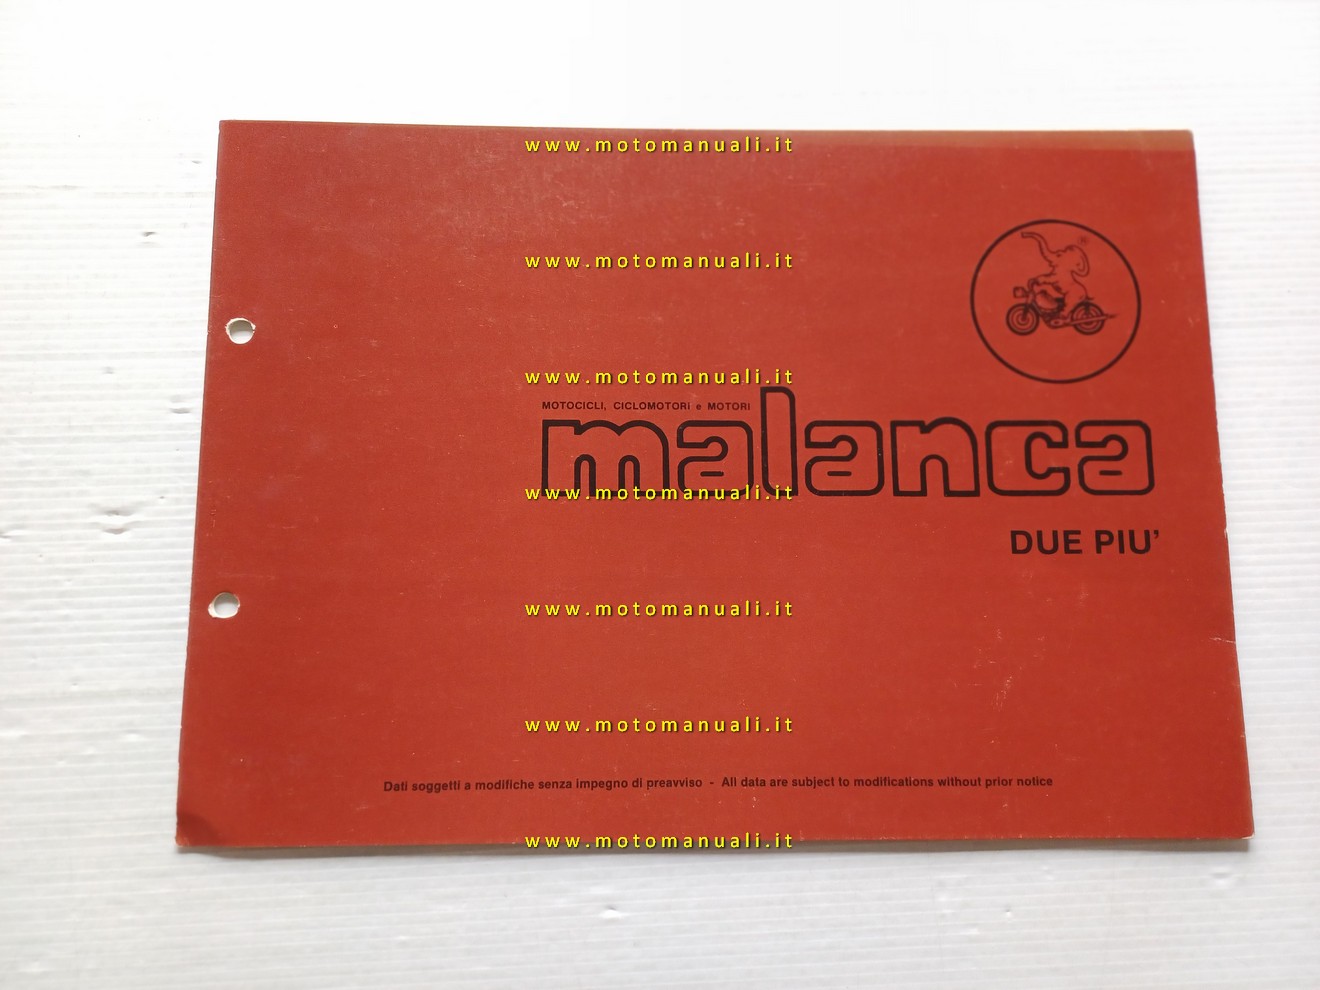 www.motomanuali.it
www.motomanuali.it
www.motomanuali.it
MOTOCICLI, CICLOMOTORi e MOTORI
malanca
www.motomanuali.it
DUE PIU'
www.motomanuali.it
www.motomanuali.it
Dati soggetti a modifiche senza impegno di preavviso - All data are subject to modifications without prior notice
www.motomanuali.it